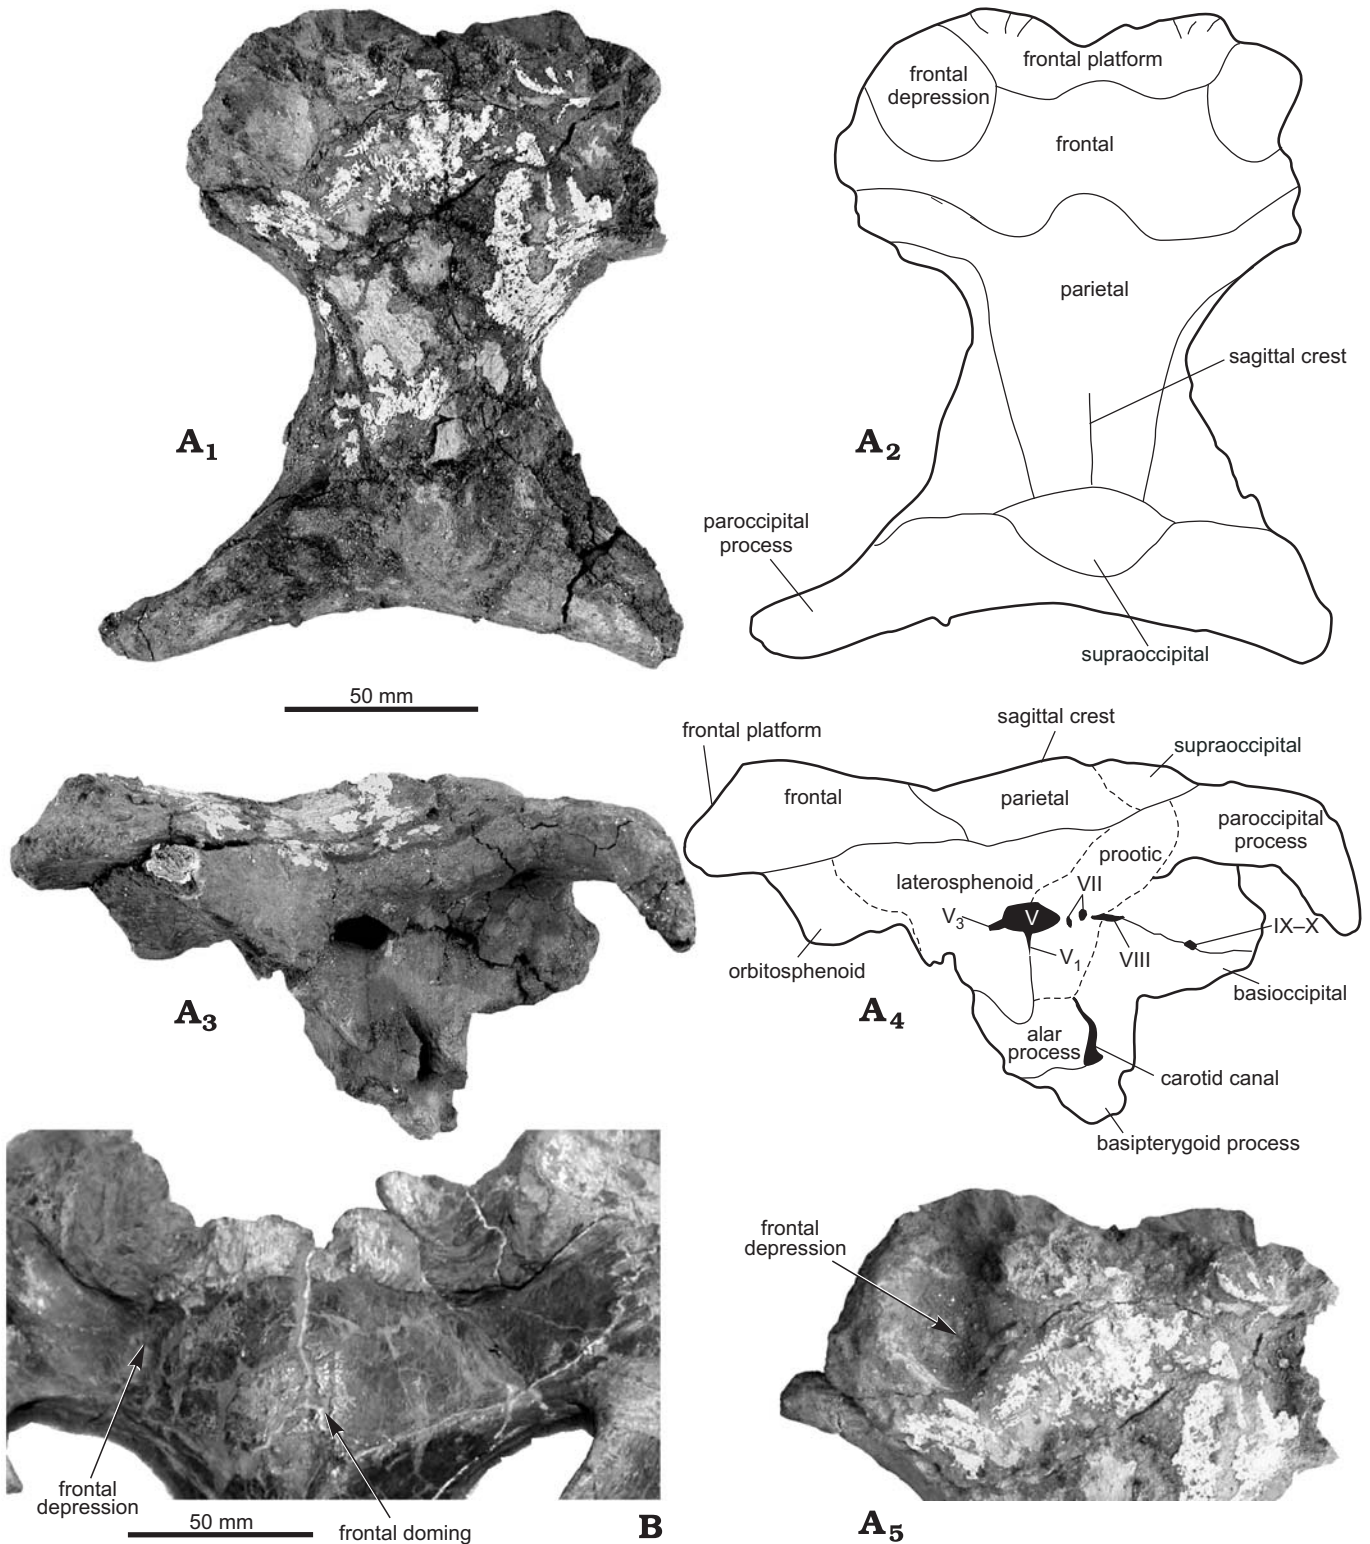 frontal platform
frontal
depression
frontal
parietal
sagittal crest
A1
A2
paroccipital
process
supraoccipital
50 mm
frontal platform
sagittal crest
supraoccipital
frontal
parietal
paroccipital
process
prootic
laterosphenoid
VII
V3
V
IX–X
orbitosphenoid
V1
VIII
basioccipital
A3
A4
alar
process
carotid canal
basipterygoid process
frontal
depression
frontal
depression
50 mm
frontal doming
B
A5